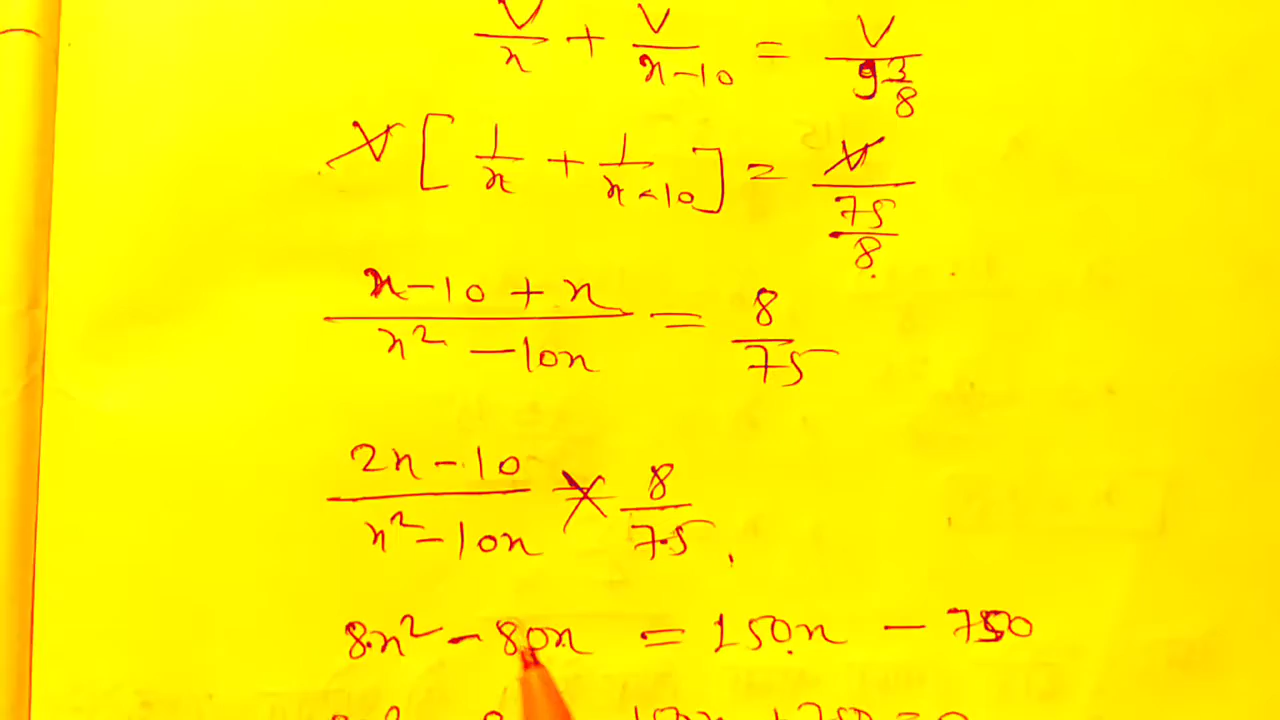 V/x + V/x-10 = V/9 3/8
V [ 1/x + 1/x-10 ] = V/75/8
x-10 + x / x² - 10x = 8/75
2x - 10 / x² - 10x = 8/75
8x² - 80x = 150x - 750